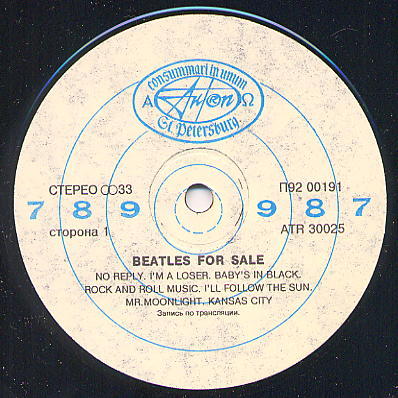 consummari in unum
Α AnTrop Ω
St. Petersburg.
СТЕРЕО 33
П92 00191
7 8 9 9 8 7
сторона 1
ATR 30025
BEATLES FOR SALE
NO REPLY. I'M A LOSER. BABY'S IN BLACK.
ROCK AND ROLL MUSIC. I'LL FOLLOW THE SUN.
MR.MOONLIGHT. KANSAS CITY
Запись по трансляции.